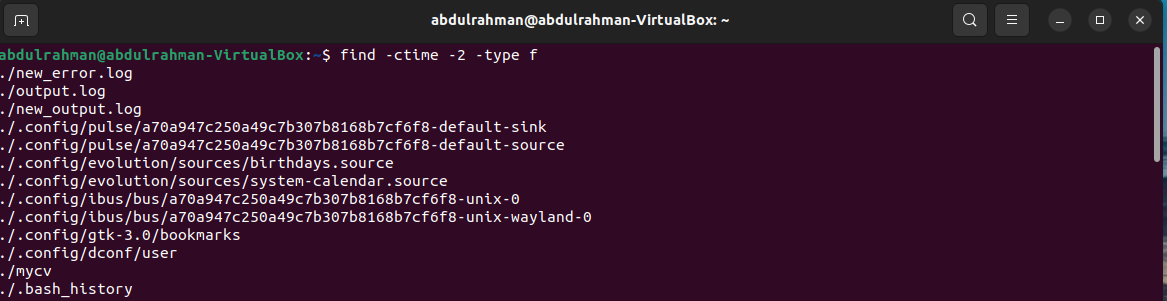 abdulrahman@abdulrahman-VirtualBox: ~
abdulrahman@abdulrahman-VirtualBox:~$ find -ctime -2 -type f
./new_error.log
./output.log
./new_output.log
./.config/pulse/a70a947c250a49c7b307b8168b7cf6f8-default-sink
./.config/pulse/a70a947c250a49c7b307b8168b7cf6f8-default-source
./.config/evolution/sources/birthdays.source
./.config/evolution/sources/system-calendar.source
./.config/ibus/bus/a70a947c250a49c7b307b8168b7cf6f8-unix-0
./.config/ibus/bus/a70a947c250a49c7b307b8168b7cf6f8-unix-wayland-0
./.config/gtk-3.0/bookmarks
./.config/dconf/user
./mycv
./.bash_history